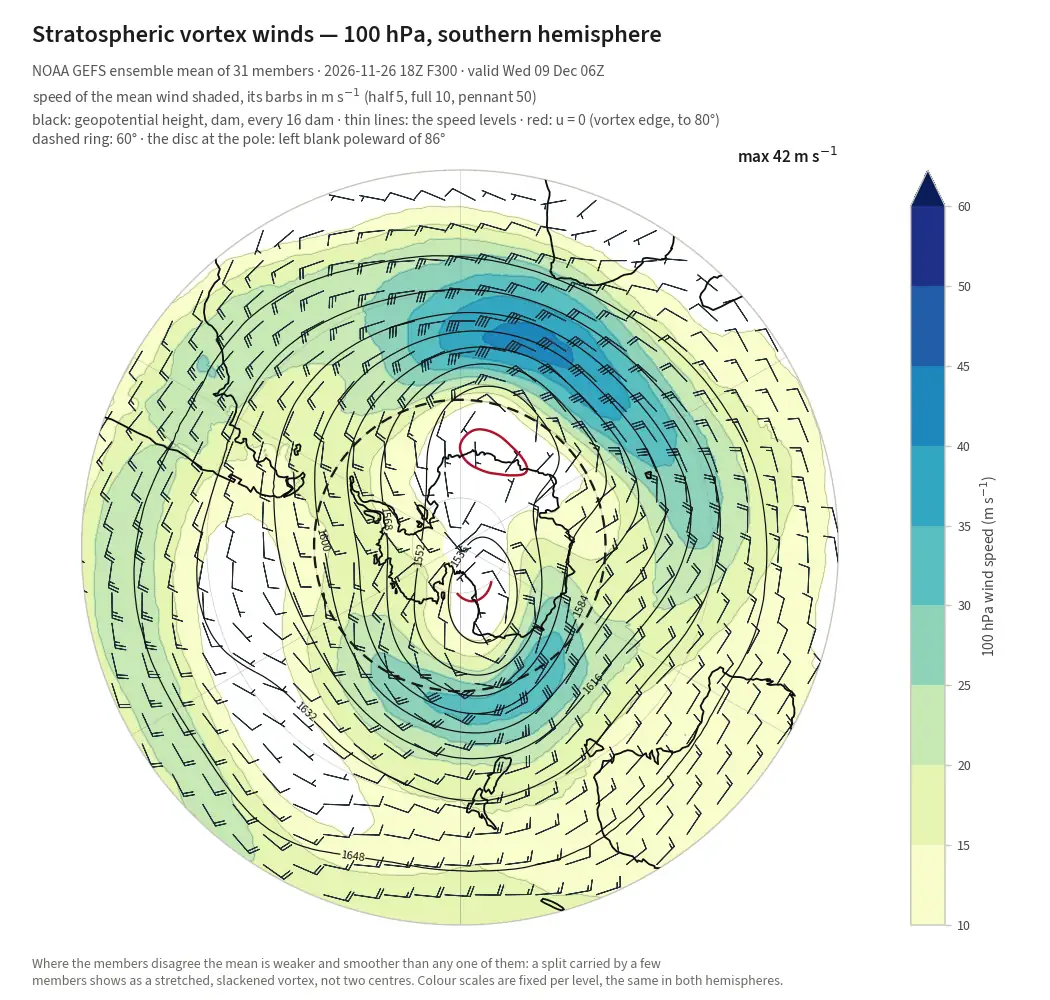 Stratospheric vortex winds — 100 hPa, southern hemisphere
NOAA GEFS ensemble mean of 31 members · 2026-11-26 18Z F300 · valid Wed 09 Dec 06Z
speed of the mean wind shaded, its barbs in m s⁻¹ (half 5, full 10, pennant 50)
black: geopotential height, dam, every 16 dam · thin lines: the speed levels · red: u = 0 (vortex edge, to 80°)
dashed ring: 60° · the disc at the pole: left blank poleward of 86°
max 42 m s⁻¹
60
50
45
40
35
30
25
20
15
10
100 hPa wind speed (m s⁻¹)
1568
1600
1552
1584
1616
1632
1648
Where the members disagree the mean is weaker and smoother than any one of them: a split carried by a few
members shows as a stretched, slackened vortex, not two centres. Colour scales are fixed per level, the same in both hemispheres.